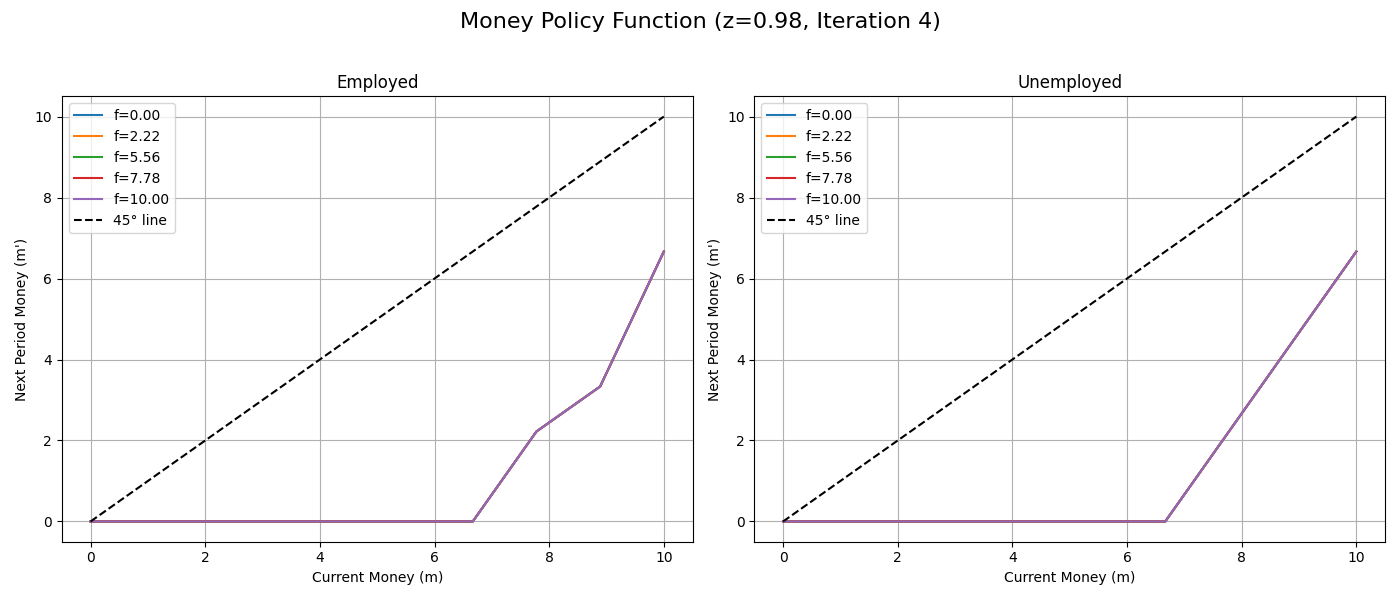 Money Policy Function (z=0.98, Iteration 4)
Employed
f=0.00
f=2.22
f=5.56
f=7.78
f=10.00
45° line
10
8
6
4
2
0
Next Period Money (m')
0 2 4 6 8 10
Current Money (m)
Unemployed
f=0.00
f=2.22
f=5.56
f=7.78
f=10.00
45° line
10
8
6
4
2
0
Next Period Money (m')
0 2 4 6 8 10
Current Money (m)